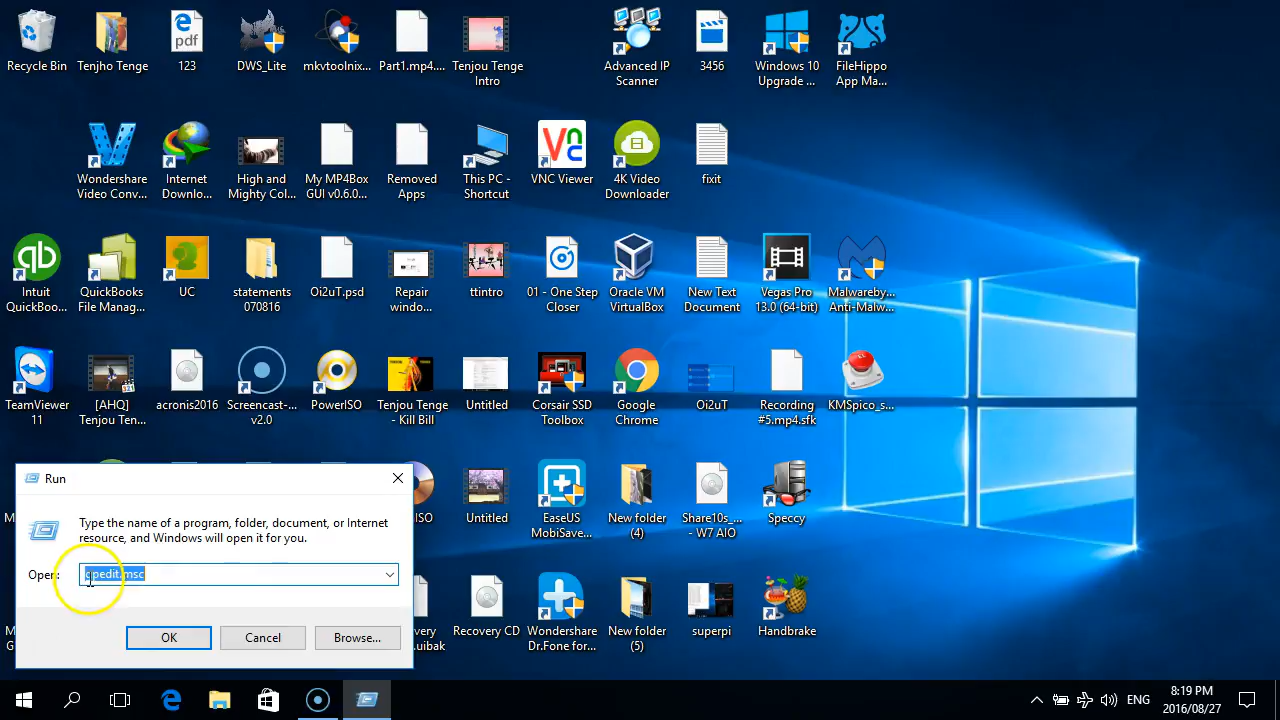 Recycle Bin
Tenjho Tenge
pdf
123
DWS_Lite
mkvtoolnix...
Part1.mp4....
Tenjou Tenge
Intro
Advanced IP
Scanner
3456
Windows 10
Upgrade ...
FileHippo
App Ma...
Wondershare
Video Conv...
Internet
Downlo...
High and
Mighty Col...
My MP4Box
GUI v0.6.0...
Removed
Apps
This PC -
Shortcut
VNC Viewer
4K Video
Downloader
fixit
Intuit
QuickBoo...
QuickBooks
File Manag...
UC
statements
070816
Oi2uT.psd
Repair
windo...
ttintro
01 - One Step
Closer
Oracle VM
VirtualBox
New Text
Document
Vegas Pro
13.0 (64-bit)
Malwareby...
Anti-Malw...
TeamViewer
11
[AHQ]
Tenjou Ten...
acronis2016
Screencast-...
v2.0
PowerISO
Tenjou Tenge
- Kill Bill
Untitled
Corsair SSD
Toolbox
Google
Chrome
Oi2uT
Recording
#5.mp4.sfk
KMSpico_s...
ISO
Untitled
EaseUS
MobiSave...
New folder
(4)
Share10s_...
- W7 AIO
Speccy
Recovery CD
Wondershare
Dr.Fone for...
New folder
(5)
superpi
Handbrake
.uibak
Run
Type the name of a program, folder, document, or Internet
resource, and Windows will open it for you.
Open:
gpedit.msc
OK
Cancel
Browse...
ENG
8:19 PM
2016/08/27